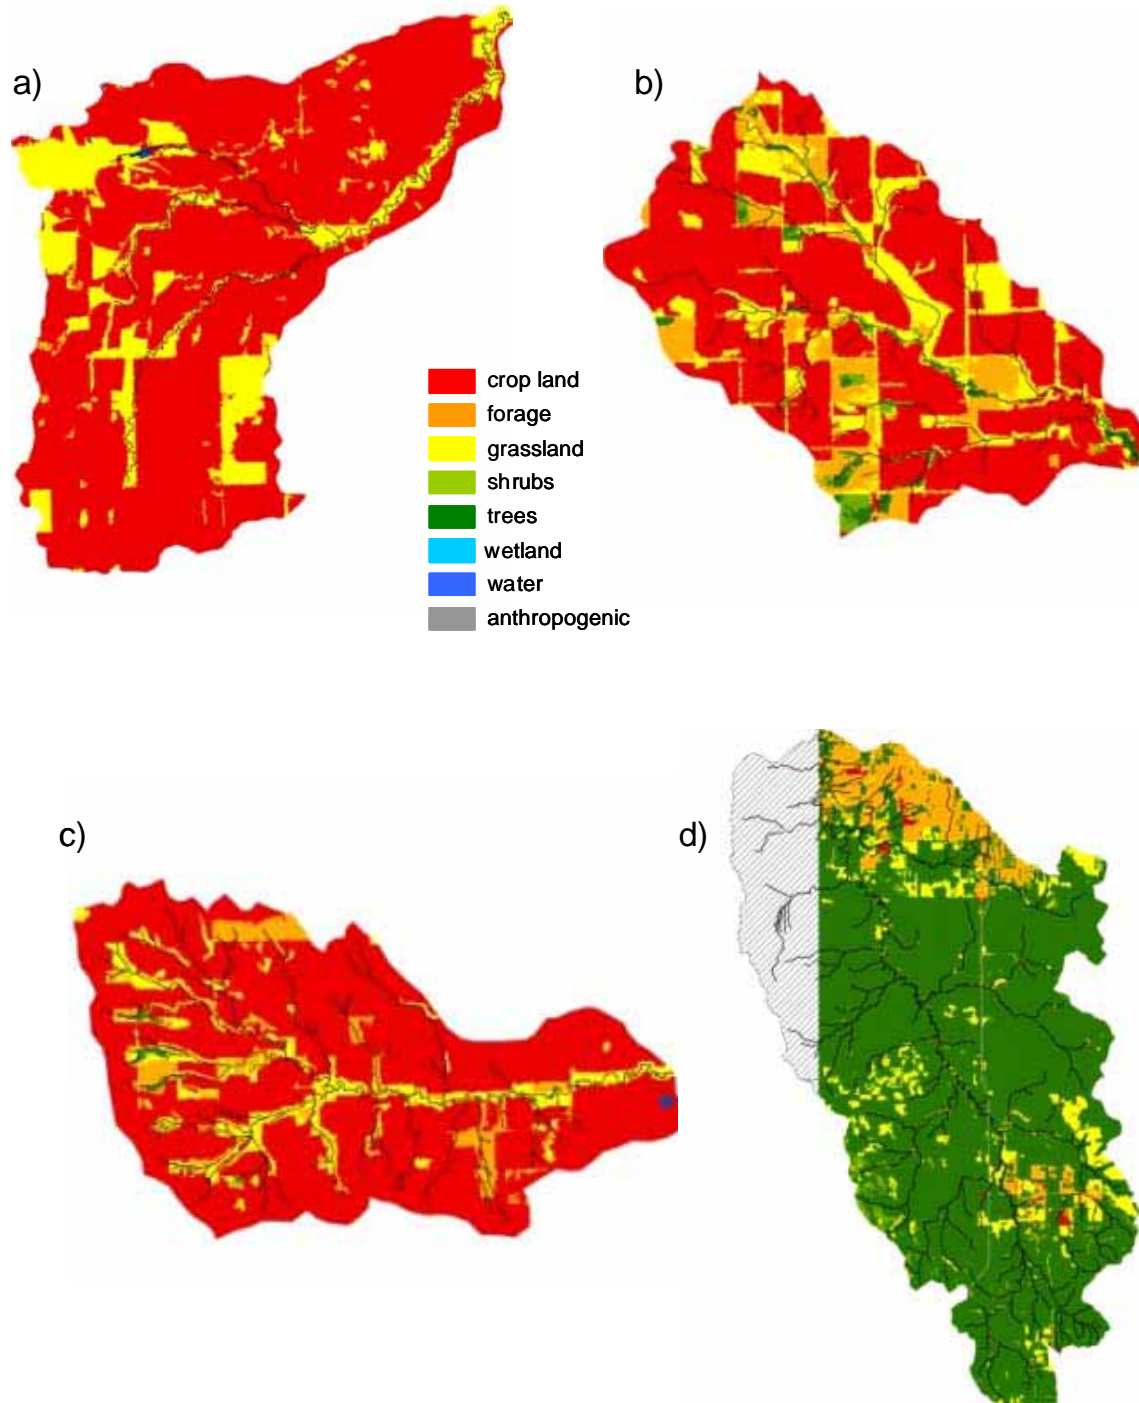 a)
b)
crop land
forage
grassland
shrubs
trees
wetland
water
anthropogenic
c)
d)